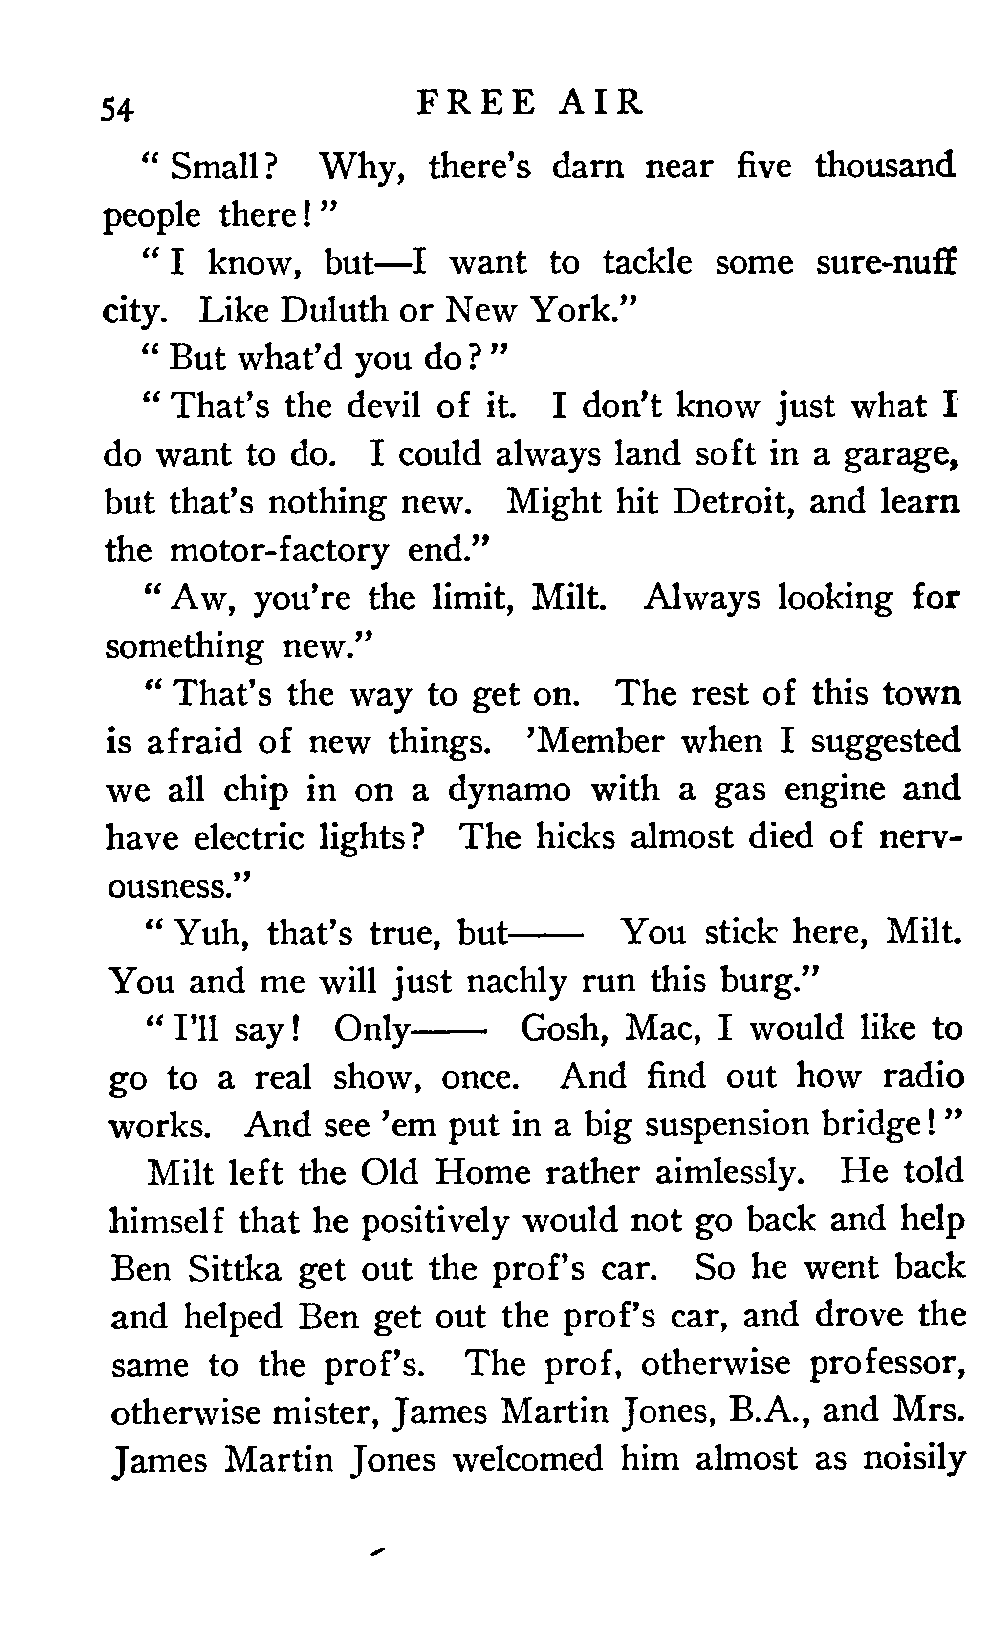 54 FREE AIR
“ Small? Why, there’s darn near five thousand
people there! ”
“ I know, but—I want to tackle some sure-nuff
city. Like Duluth or New York.”
“ But what’d you do? ”
“ That’s the devil of it. I don’t know just what I
do want to do. I could always land soft in a garage,
but that’s nothing new. Might hit Detroit, and learn
the motor-factory end.”
“ Aw, you’re the limit, Milt. Always looking for
something new.”
“ That’s the way to get on. The rest of this town
is afraid of new things. ’Member when I suggested
we all chip in on a dynamo with a gas engine and
have electric lights? The hicks almost died of nerv-
ousness.”
“ Yuh, that’s true, but—— You stick here, Milt.
You and me will just nachly run this burg.”
“ I’ll say! Only—— Gosh, Mac, I would like to
go to a real show, once. And find out how radio
works. And see ’em put in a big suspension bridge! ”
Milt left the Old Home rather aimlessly. He told
himself that he positively would not go back and help
Ben Sittka get out the prof’s car. So he went back
and helped Ben get out the prof’s car, and drove the
same to the prof’s. The prof, otherwise professor,
otherwise mister, James Martin Jones, B.A., and Mrs.
James Martin Jones welcomed him almost as noisily